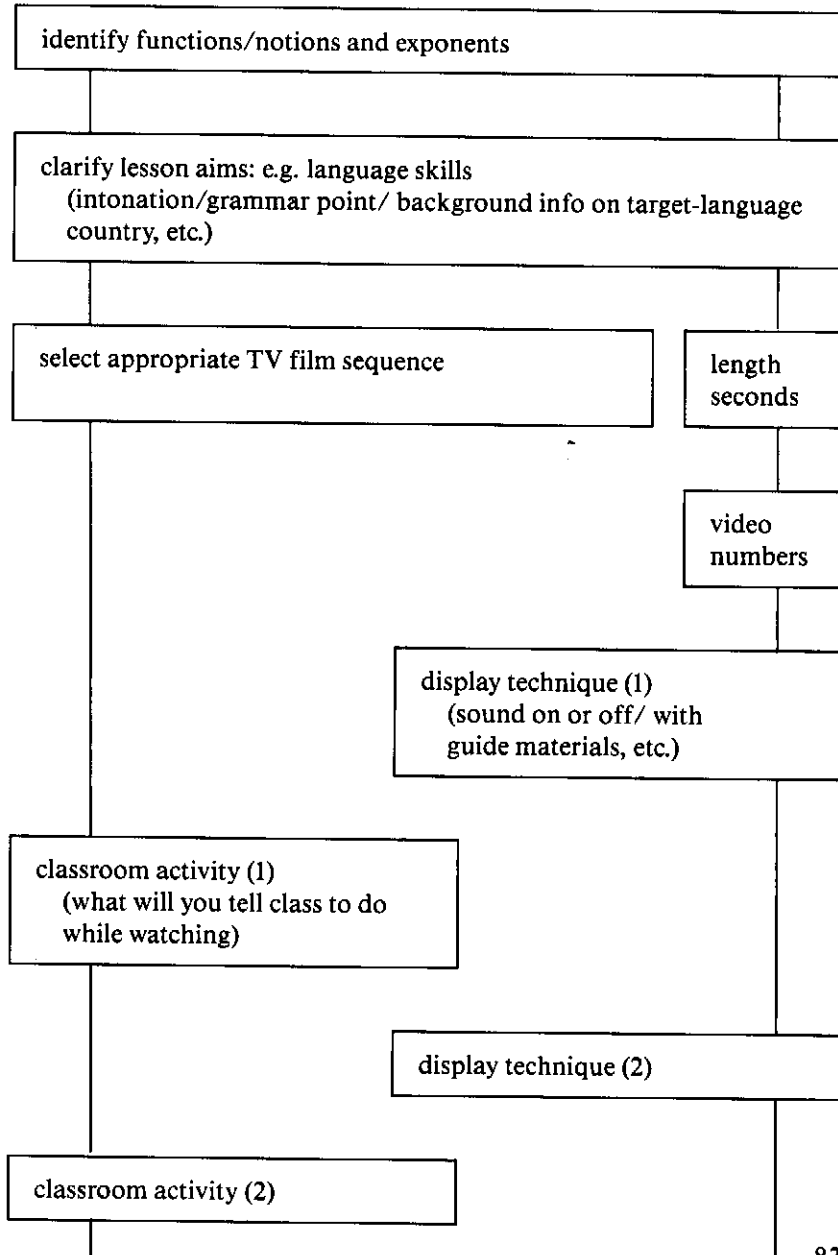 identify functions/notions and exponents
clarify lesson aims: e.g. language skills
(intonation/grammar point/ background info on target-language
country, etc.)
select appropriate TV film sequence
length
seconds
video
numbers
display technique (1)
(sound on or off/ with
guide materials, etc.)
classroom activity (1)
(what will you tell class to do
while watching)
display technique (2)
classroom activity (2)